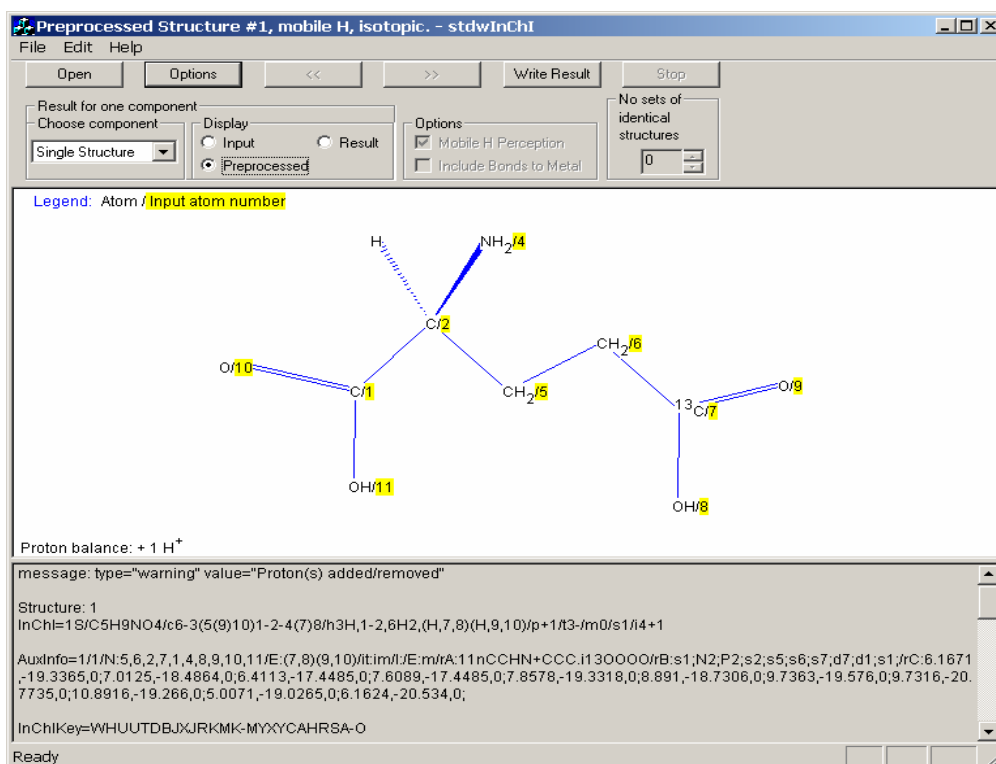 Preprocessed Structure #1, mobile H, isotopic. - stdwInChI
File Edit Help
Open Options << >> Write Result Stop
Result for one component
Choose component
Single Structure
Display
Input
Result
Preprocessed
Options
Mobile H Perception
Include Bonds to Metal
No sets of
identical
structures
0
Legend: Atom /Input atom number
H
NH2/4
C/2
CH2/6
O/10
C/1
CH2/5
O/9
13C/7
OH/11
OH/8
Proton balance: + 1 H+
message: type="warning" value="Proton(s) added/removed"
Structure: 1
InChI=1S/C5H9NO4/c6-3(5(9)10)1-2-4(7)8/h3H,1-2,6H2,(H,7,8)(H,9,10)/p+1/t3-/m0/s1/i4+1
AuxInfo=1/1/N:5,6,2,7,1,4,8,9,10,11/E:(7,8)(9,10)/it:im/I:/E:m/rA:11nCCHN+CCC.i13OOOO/rB:s1;N2;P2;s2;s5;s6;s7;d7;d1;s1;/rC:6.1671
,-19.3365,0;7.0125,-18.4864,0;6.4113,-17.4485,0;7.6089,-17.4485,0;7.8578,-19.3318,0;8.891,-18.7306,0;9.7363,-19.576,0;9.7316,-20.
7735,0;10.8916,-19.266,0;5.0071,-19.0265,0;6.1624,-20.534,0;
InChIKey=WHUUTDBJXJRKMK-MYXYCAHRSA-O
Ready